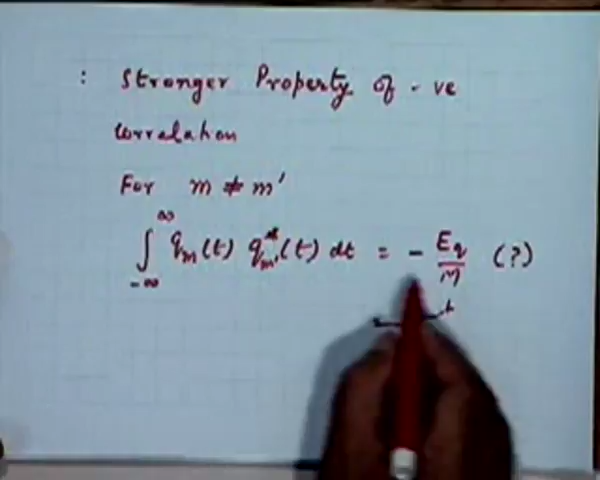 : Stronger Property of -ve
Correlation
For m ≠ m'
∫_{-∞}^{∞} q_m(t) q*_{m'}(t) dt = - E_q/M (?)